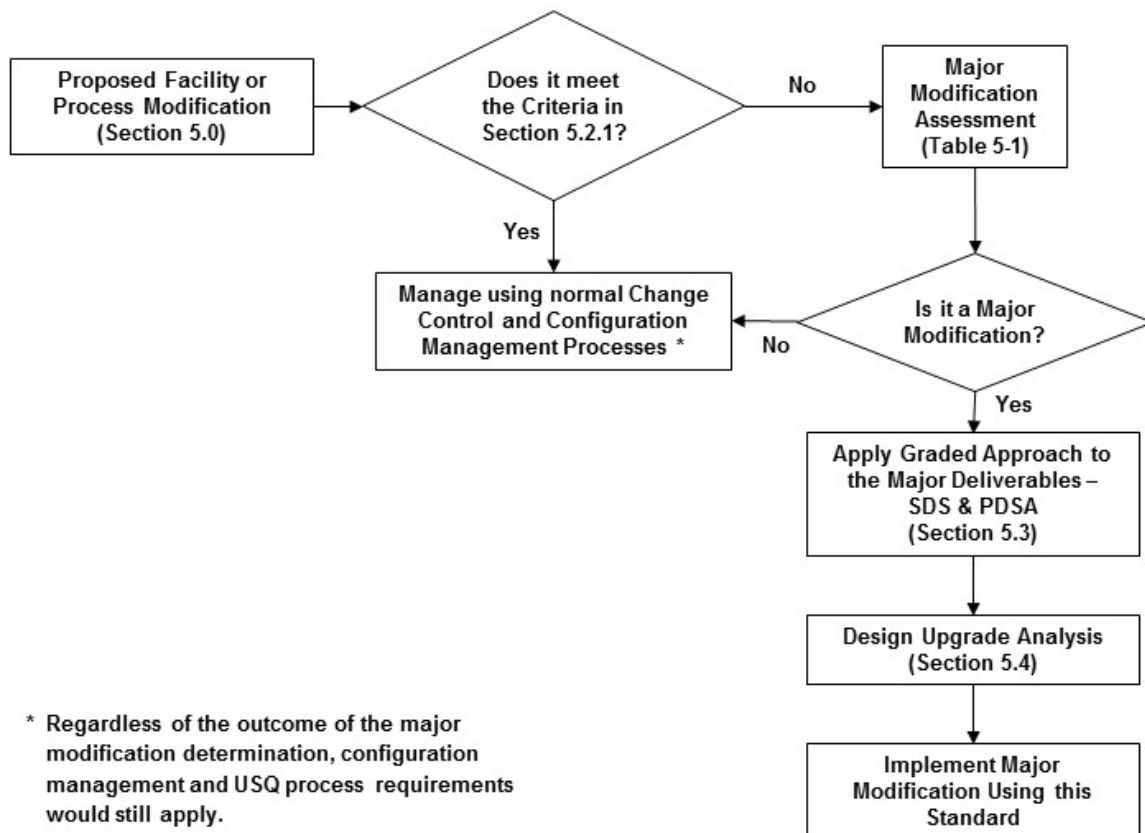 Proposed Facility or
Process Modification
(Section 5.0)
Does it meet
the Criteria in
Section 5.2.1?
No
Major
Modification
Assessment
(Table 5-1)
Yes
Manage using normal Change
Control and Configuration
Management Processes *
No
Is it a Major
Modification?
Yes
Apply Graded Approach to
the Major Deliverables –
SDS & PDSA
(Section 5.3)
Design Upgrade Analysis
(Section 5.4)
Implement Major
Modification Using this
Standard
* Regardless of the outcome of the major
modification determination, configuration
management and USQ process requirements
would still apply.